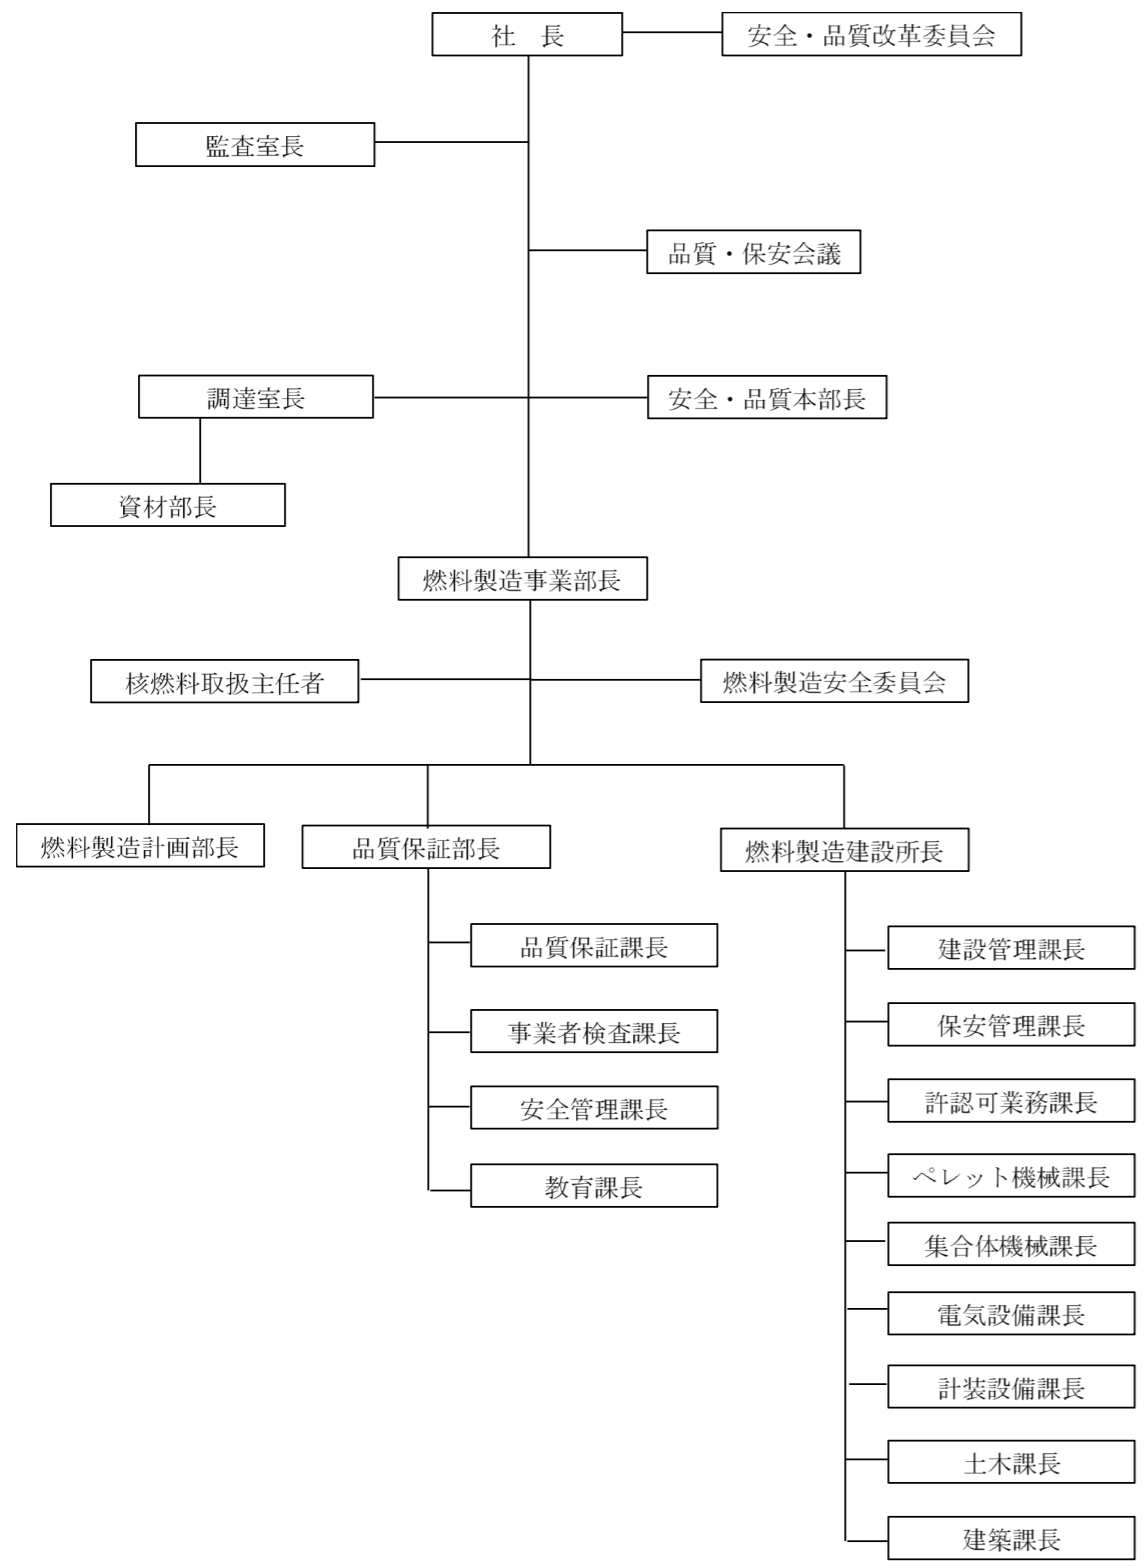 社　長
安全・品質改革委員会
監査室長
品質・保安会議
調達室長
安全・品質本部長
資材部長
燃料製造事業部長
核燃料取扱主任者
燃料製造安全委員会
燃料製造計画部長
品質保証部長
燃料製造建設所長
品質保証課長
事業者検査課長
安全管理課長
教育課長
建設管理課長
保安管理課長
許認可業務課長
ペレット機械課長
集合体機械課長
電気設備課長
計装設備課長
土木課長
建築課長